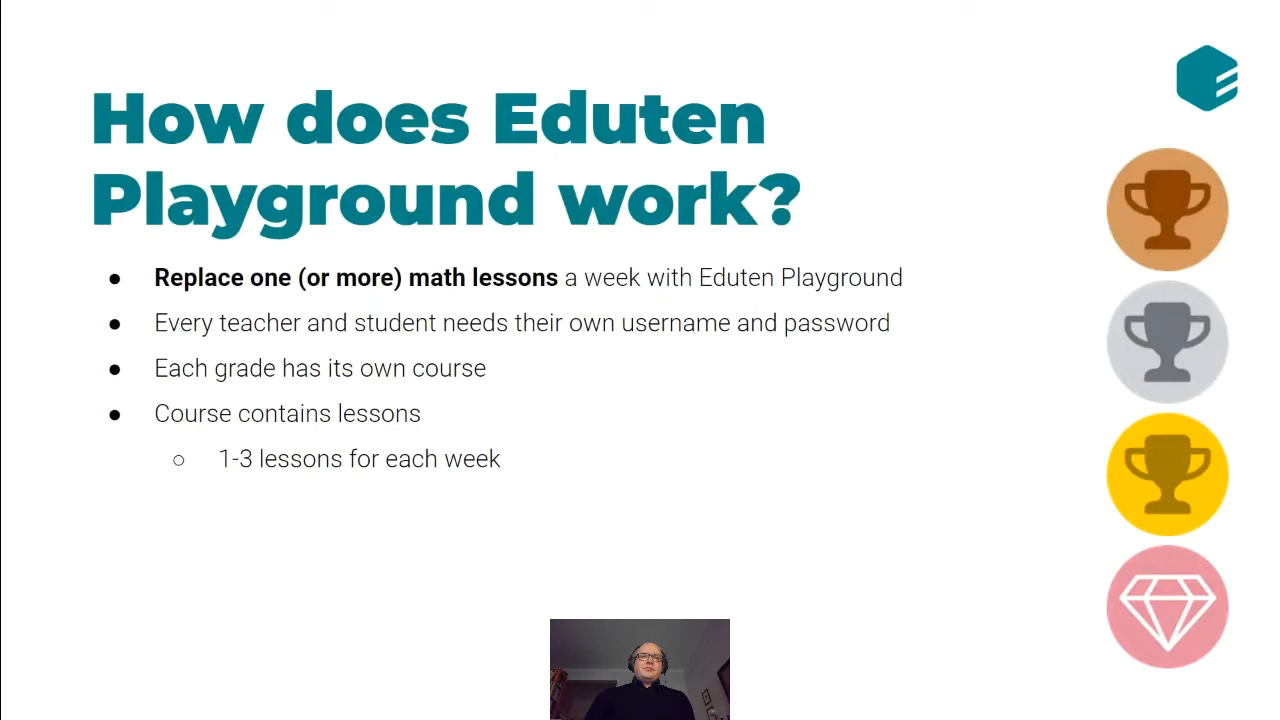 How does Eduten
Playground work?
● Replace one (or more) math lessons a week with Eduten Playground
● Every teacher and student needs their own username and password
● Each grade has its own course
● Course contains lessons
○ 1-3 lessons for each week